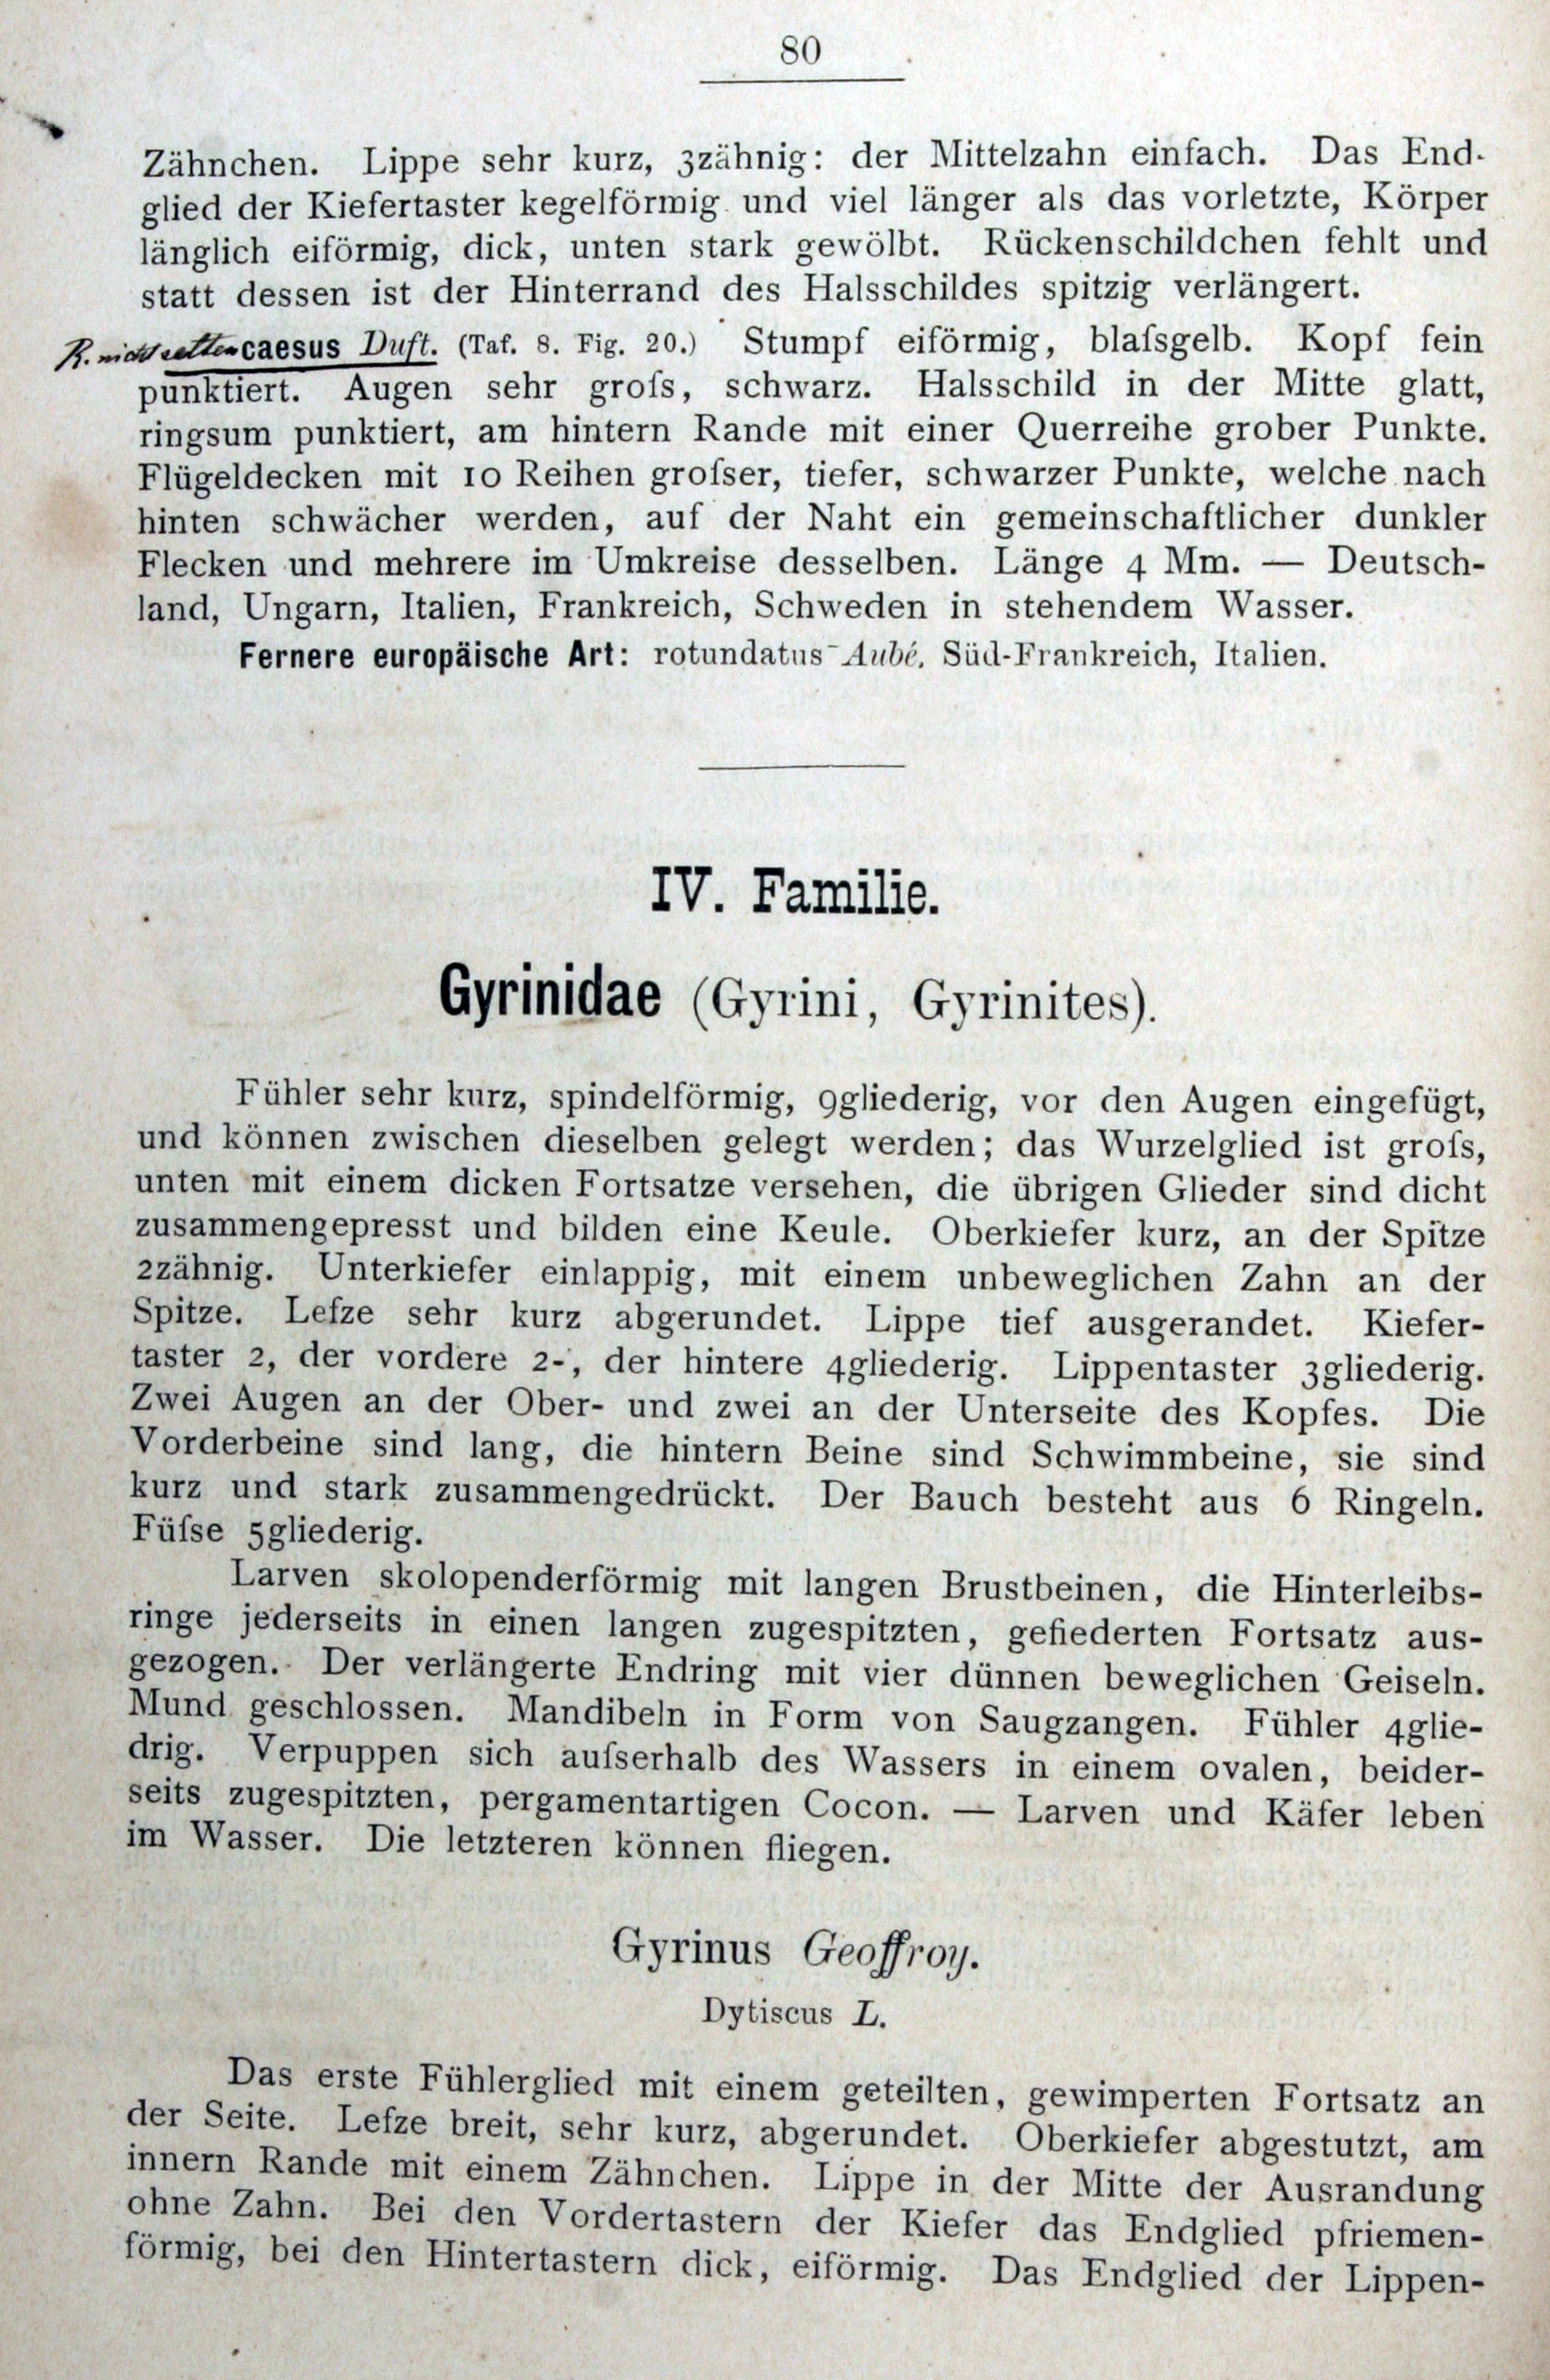 80
Zähnchen. Lippe sehr kurz, 3zähnig: der Mittelzahn einfach. Das End-
glied der Kiefertaster kegelförmig und viel länger als das vorletzte, Körper
länglich eiförmig, dick, unten stark gewölbt. Rückenschildchen fehlt und
statt dessen ist der Hinterrand des Halsschildes spitzig verlängert.
R. nicht selten caesus Duft. (Taf. 8. Fig. 20.) Stumpf eiförmig, blaſsgelb. Kopf fein
punktiert. Augen sehr groſs, schwarz. Halsschild in der Mitte glatt,
ringsum punktiert, am hintern Rande mit einer Querreihe grober Punkte.
Flügeldecken mit 10 Reihen groſser, tiefer, schwarzer Punkte, welche nach
hinten schwächer werden, auf der Naht ein gemeinschaftlicher dunkler
Flecken und mehrere im Umkreise desselben. Länge 4 Mm. — Deutsch-
land, Ungarn, Italien, Frankreich, Schweden in stehendem Wasser.
Fernere europäische Art: rotundatus Aubé. Süd-Frankreich, Italien.
IV. Familie.
Gyrinidae (Gyrini, Gyrinites).
Fühler sehr kurz, spindelförmig, 9gliederig, vor den Augen eingefügt,
und können zwischen dieselben gelegt werden; das Wurzelglied ist groſs,
unten mit einem dicken Fortsatze versehen, die übrigen Glieder sind dicht
zusammengepresst und bilden eine Keule. Oberkiefer kurz, an der Spitze
2zähnig. Unterkiefer einlappig, mit einem unbeweglichen Zahn an der
Spitze. Lefze sehr kurz abgerundet. Lippe tief ausgerandet. Kiefer-
taster 2, der vordere 2-, der hintere 4gliederig. Lippentaster 3gliederig.
Zwei Augen an der Ober- und zwei an der Unterseite des Kopfes. Die
Vorderbeine sind lang, die hintern Beine sind Schwimmbeine, sie sind
kurz und stark zusammengedrückt. Der Bauch besteht aus 6 Ringeln.
Füſse 5gliederig.
Larven skolopenderförmig mit langen Brustbeinen, die Hinterleibs-
ringe jederseits in einen langen zugespitzten, gefiederten Fortsatz aus-
gezogen. Der verlängerte Endring mit vier dünnen beweglichen Geiseln.
Mund geschlossen. Mandibeln in Form von Saugzangen. Fühler 4glie-
drig. Verpuppen sich auſserhalb des Wassers in einem ovalen, beider-
seits zugespitzten, pergamentartigen Cocon. — Larven und Käfer leben
im Wasser. Die letzteren können fliegen.
Gyrinus Geoffroy.
Dytiscus L.
Das erste Fühlerglied mit einem geteilten, gewimperten Fortsatz an
der Seite. Lefze breit, sehr kurz, abgerundet. Oberkiefer abgestutzt, am
innern Rande mit einem Zähnchen. Lippe in der Mitte der Ausrandung
ohne Zahn. Bei den Vordertastern der Kiefer das Endglied pfriemen-
förmig, bei den Hintertastern dick, eiförmig. Das Endglied der Lippen-